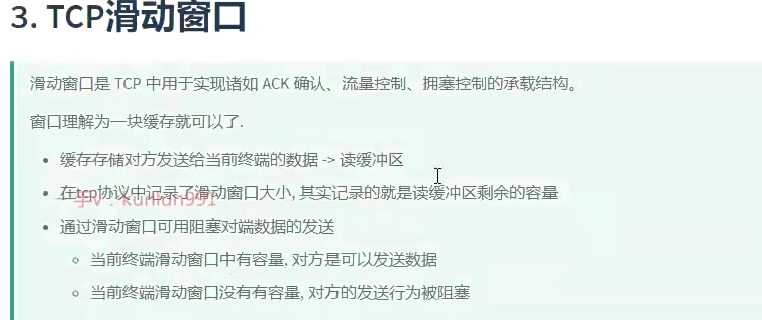 3. TCP滑动窗口
滑动窗口是 TCP 中用于实现诸如 ACK 确认、流量控制、拥塞控制的承载结构。
窗口理解为一块缓存就可以了.
• 缓存存储对方发送给当前终端的数据 -> 读缓冲区
• 在tcp协议中记录了滑动窗口大小, 其实记录的就是读缓冲区剩余的容量
一手v：kunlun991
• 通过滑动窗口可用阻塞对端数据的发送
◦ 当前终端滑动窗口中有容量, 对方是可以发送数据
◦ 当前终端滑动窗口没有有容量, 对方的发送行为被阻塞